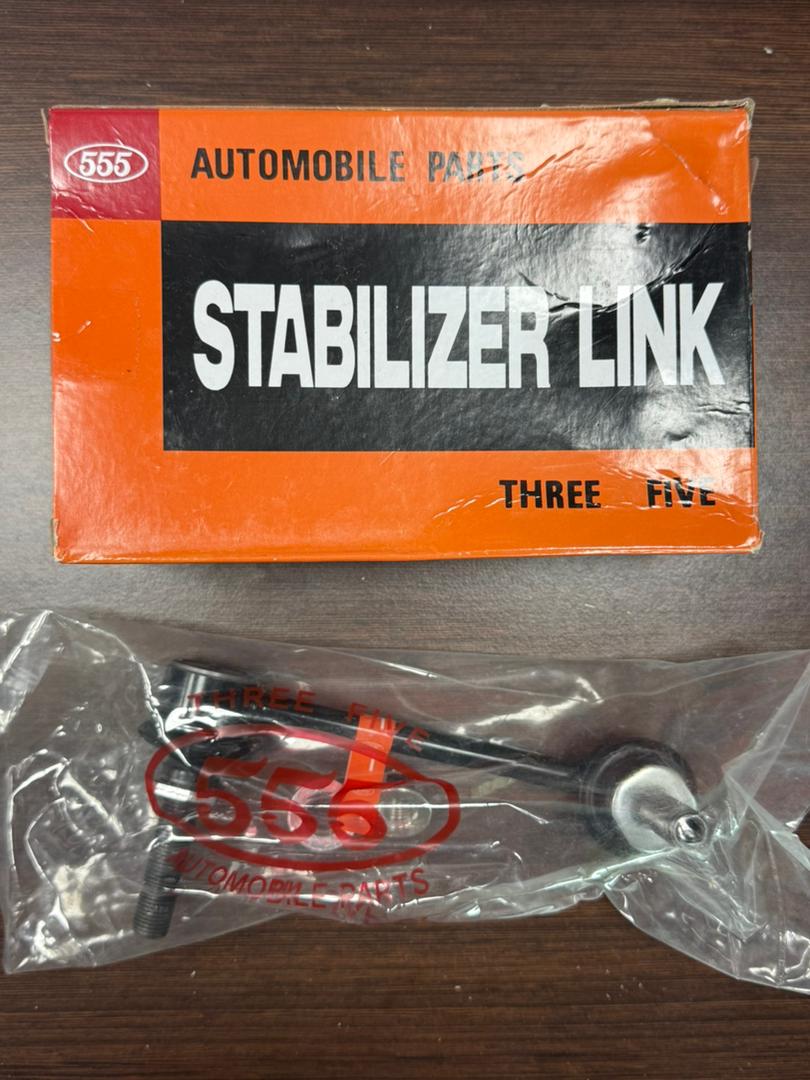 555
AUTOMOBILE PARTS
STABILIZER LINK
THREE FIVE
THREE FIVE
555
AUTOMOBILE PARTS